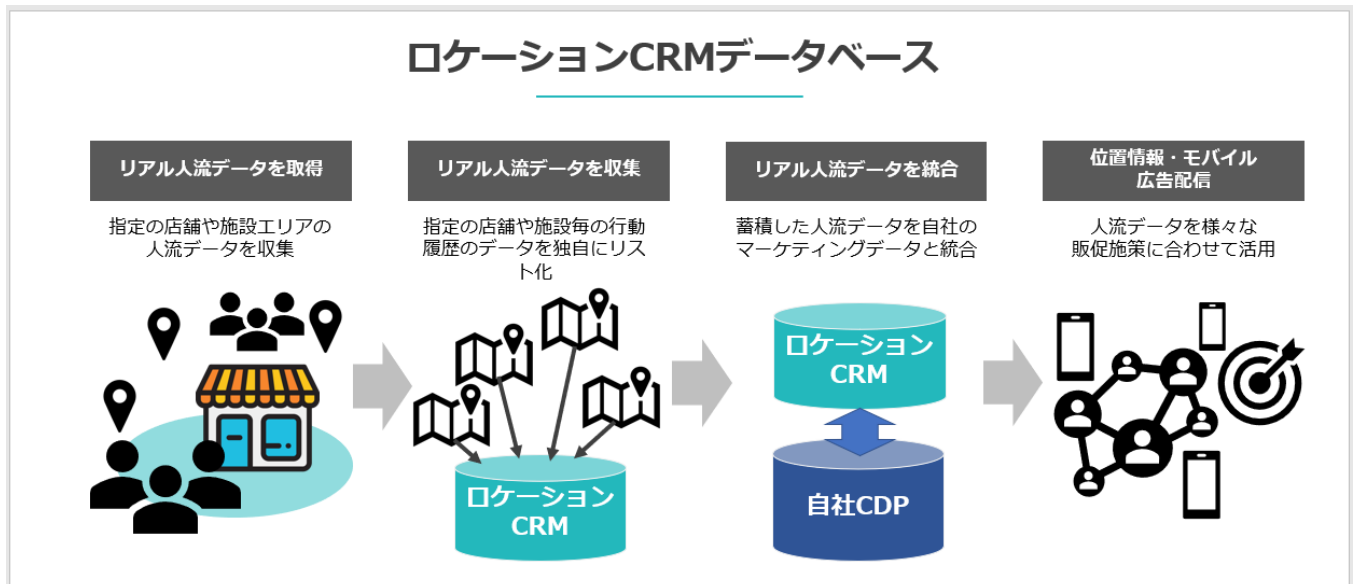 ロケーションCRMデータベース
リアル人流データを取得
指定の店舗や施設エリアの
人流データを収集
リアル人流データを収集
指定の店舗や施設毎の行動
履歴のデータを独自にリス
ト化
ロケーション
CRM
リアル人流データを統合
蓄積した人流データを自社の
マーケティングデータと統合
ロケーション
CRM
自社CDP
位置情報・モバイル
広告配信
人流データを様々な
販促施策に合わせて活用